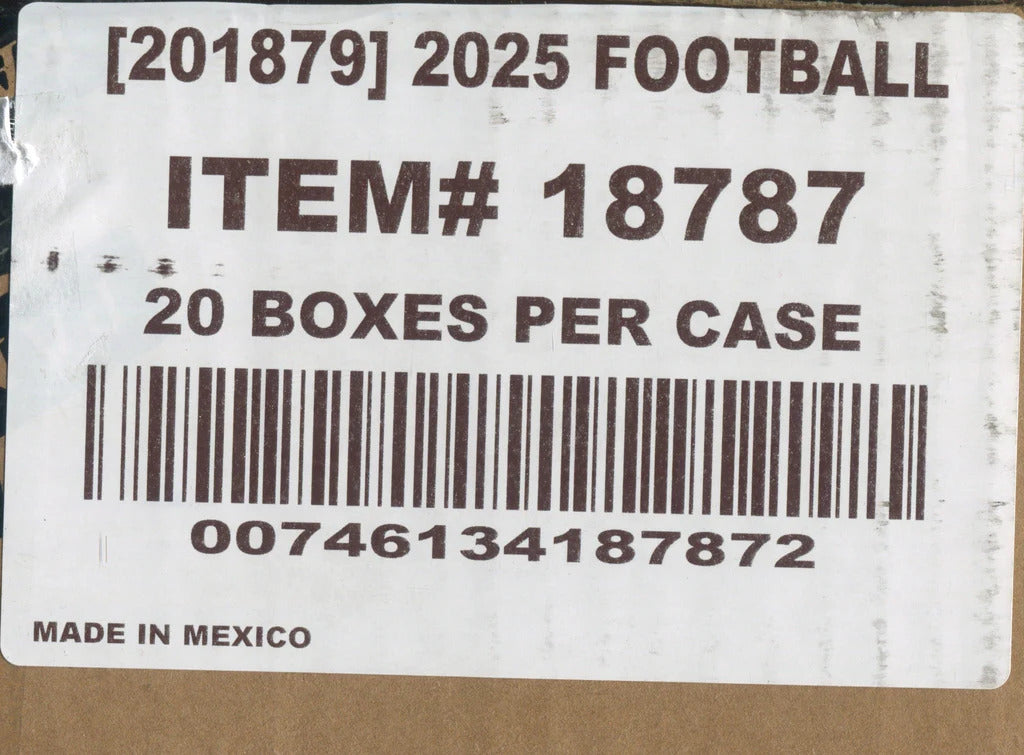 [201879] 2025 FOOTBALL
ITEM# 18787
20 BOXES PER CASE
00746134187872
MADE IN MEXICO